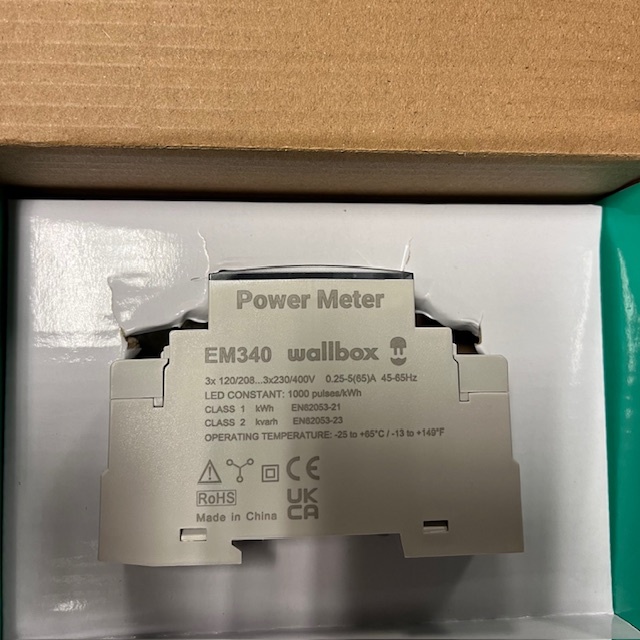 Power Meter
EM340 wallbox
3x 120/208...3x230/400V 0.25-5(65)A 45-65Hz
LED CONSTANT: 1000 pulses/kWh
CLASS 1 kWh EN62053-21
CLASS 2 kvarh EN62053-23
OPERATING TEMPERATURE: -25 to +65°C / -13 to +149°F
CE
RoHS
UK
CA
Made in China